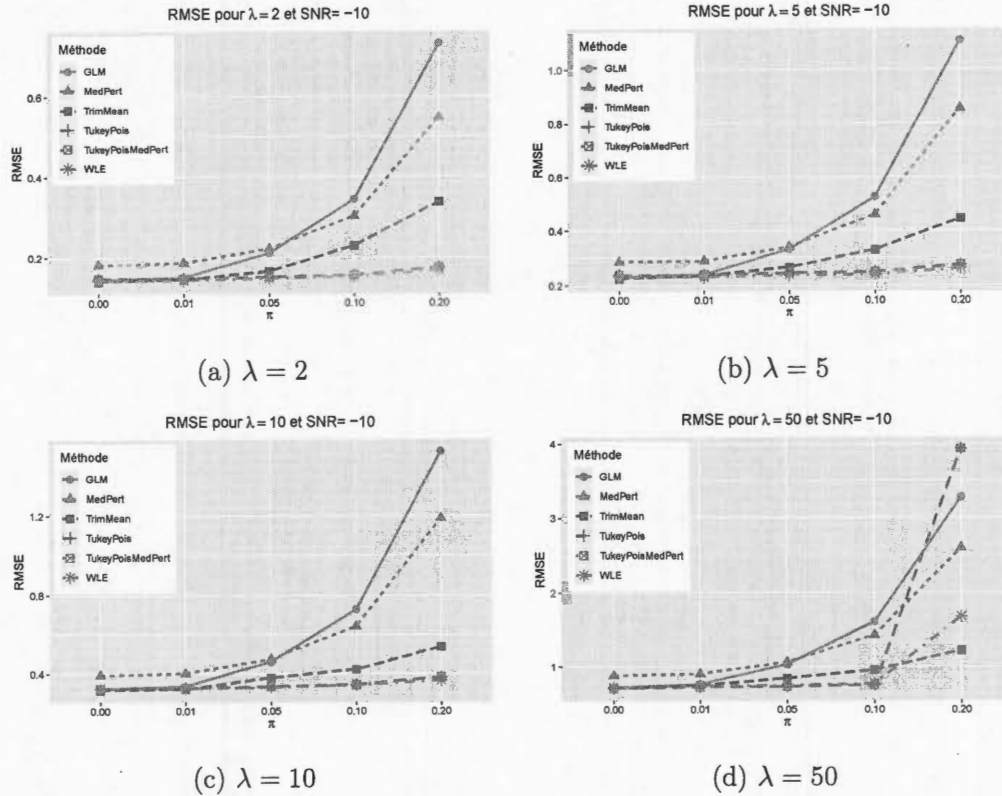 RMSE pour λ = 2 et SNR= −10
Méthode
GLM
MedPert
TrimMean
TukeyPois
TukeyPoisMedPert
WLE
RMSE
0.6
0.4
0.2
0.00 0.01 0.05 0.10 0.20
π
(a) λ = 2
RMSE pour λ = 5 et SNR= −10
Méthode
GLM
MedPert
TrimMean
TukeyPois
TukeyPoisMedPert
WLE
RMSE
1.0
0.8
0.6
0.4
0.2
0.00 0.01 0.05 0.10 0.20
π
(b) λ = 5
RMSE pour λ = 10 et SNR= −10
Méthode
GLM
MedPert
TrimMean
TukeyPois
TukeyPoisMedPert
WLE
RMSE
1.2
0.8
0.4
0.00 0.01 0.05 0.10 0.20
π
(c) λ = 10
RMSE pour λ = 50 et SNR= −10
Méthode
GLM
MedPert
TrimMean
TukeyPois
TukeyPoisMedPert
WLE
RMSE
4
3
2
1
0.00 0.01 0.05 0.10 0.20
π
(d) λ = 50